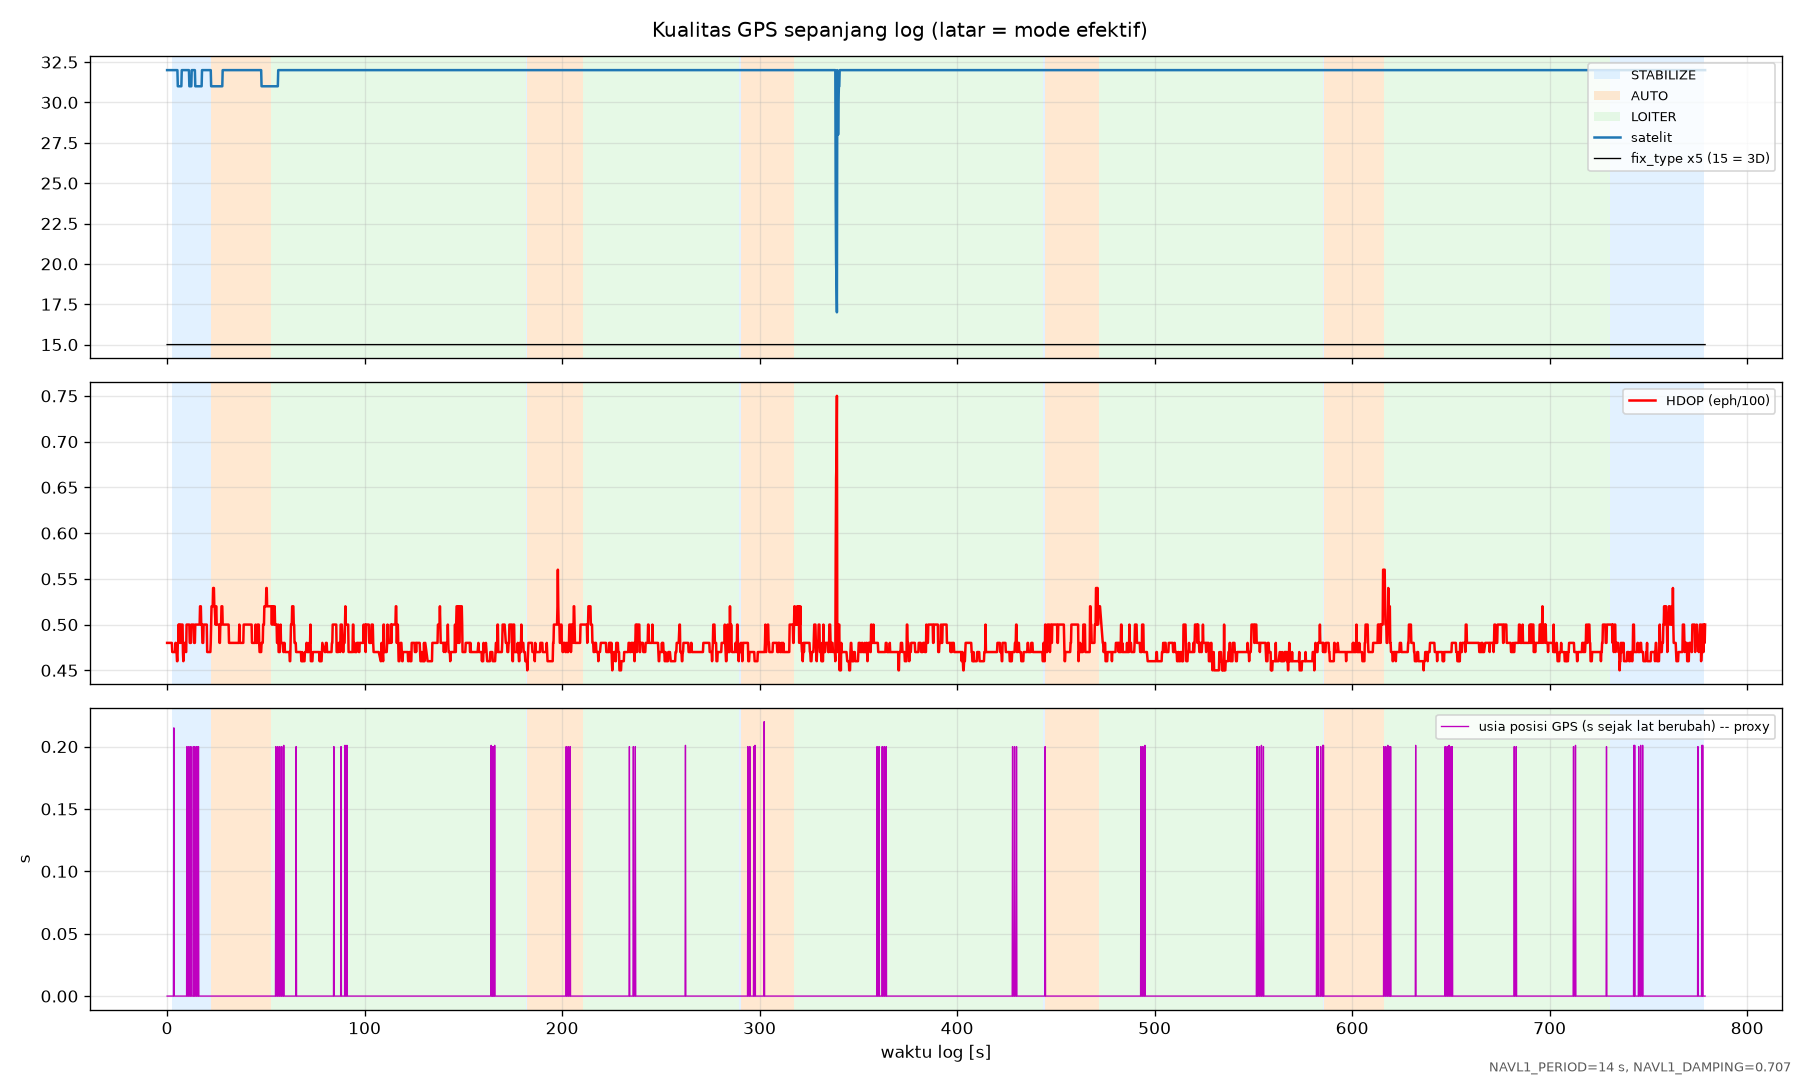 Kualitas GPS sepanjang log (latar = mode efektif)
32.5
30.0
27.5
25.0
22.5
20.0
17.5
15.0
STABILIZE
AUTO
LOITER
satelit
fix_type x5 (15 = 3D)
0.75
0.70
0.65
0.60
0.55
0.50
0.45
HDOP (eph/100)
0.20
0.15
0.10
0.05
0.00
s
usia posisi GPS (s sejak lat berubah) -- proxy
0 100 200 300 400 500 600 700 800
waktu log [s]
NAVL1_PERIOD=14 s, NAVL1_DAMPING=0.707